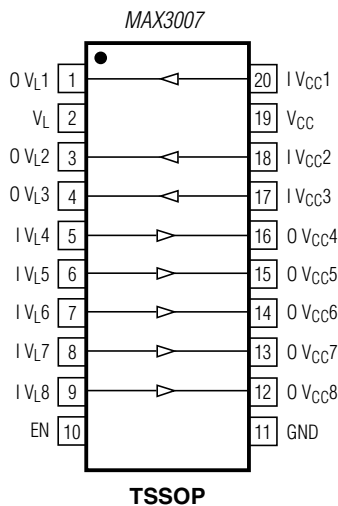 MAX3007
O VL1 1 20 I VCC1
VL 2 19 VCC
O VL2 3 18 I VCC2
O VL3 4 17 I VCC3
I VL4 5 16 O VCC4
I VL5 6 15 O VCC5
I VL6 7 14 O VCC6
I VL7 8 13 O VCC7
I VL8 9 12 O VCC8
EN 10 11 GND
TSSOP